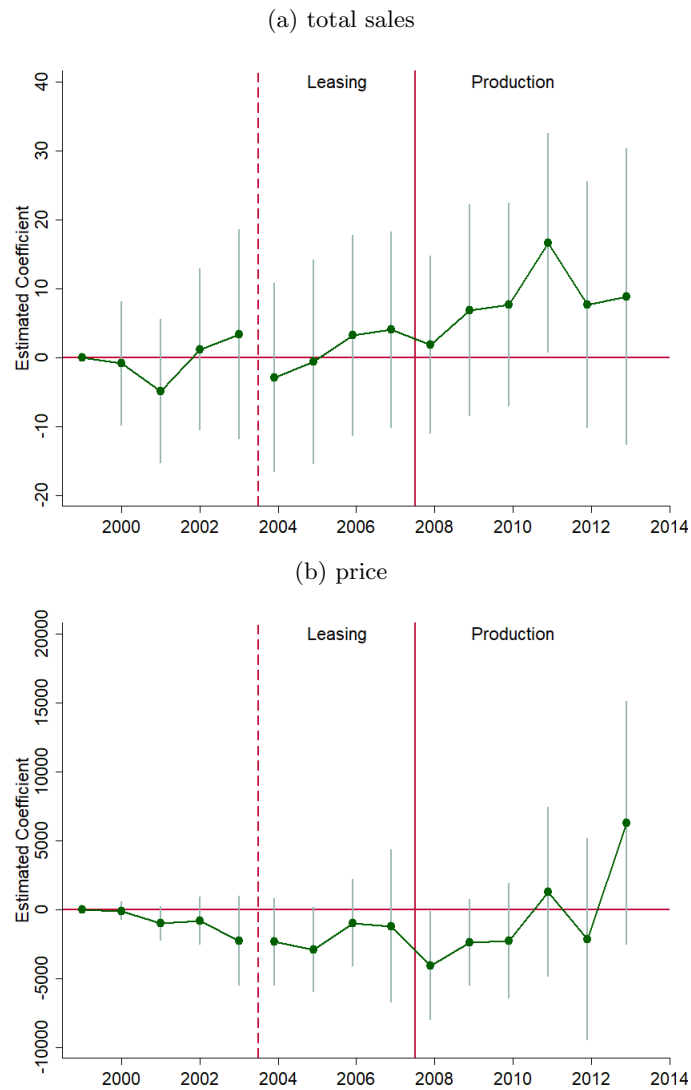 (a) total sales
Leasing Production
40
30
20
10
0
-10
-20
Estimated Coefficient
2000 2002 2004 2006 2008 2010 2012 2014
(b) price
Leasing Production
20000
15000
10000
5000
0
-5000
-10000
Estimated Coefficient
2000 2002 2004 2006 2008 2010 2012 2014